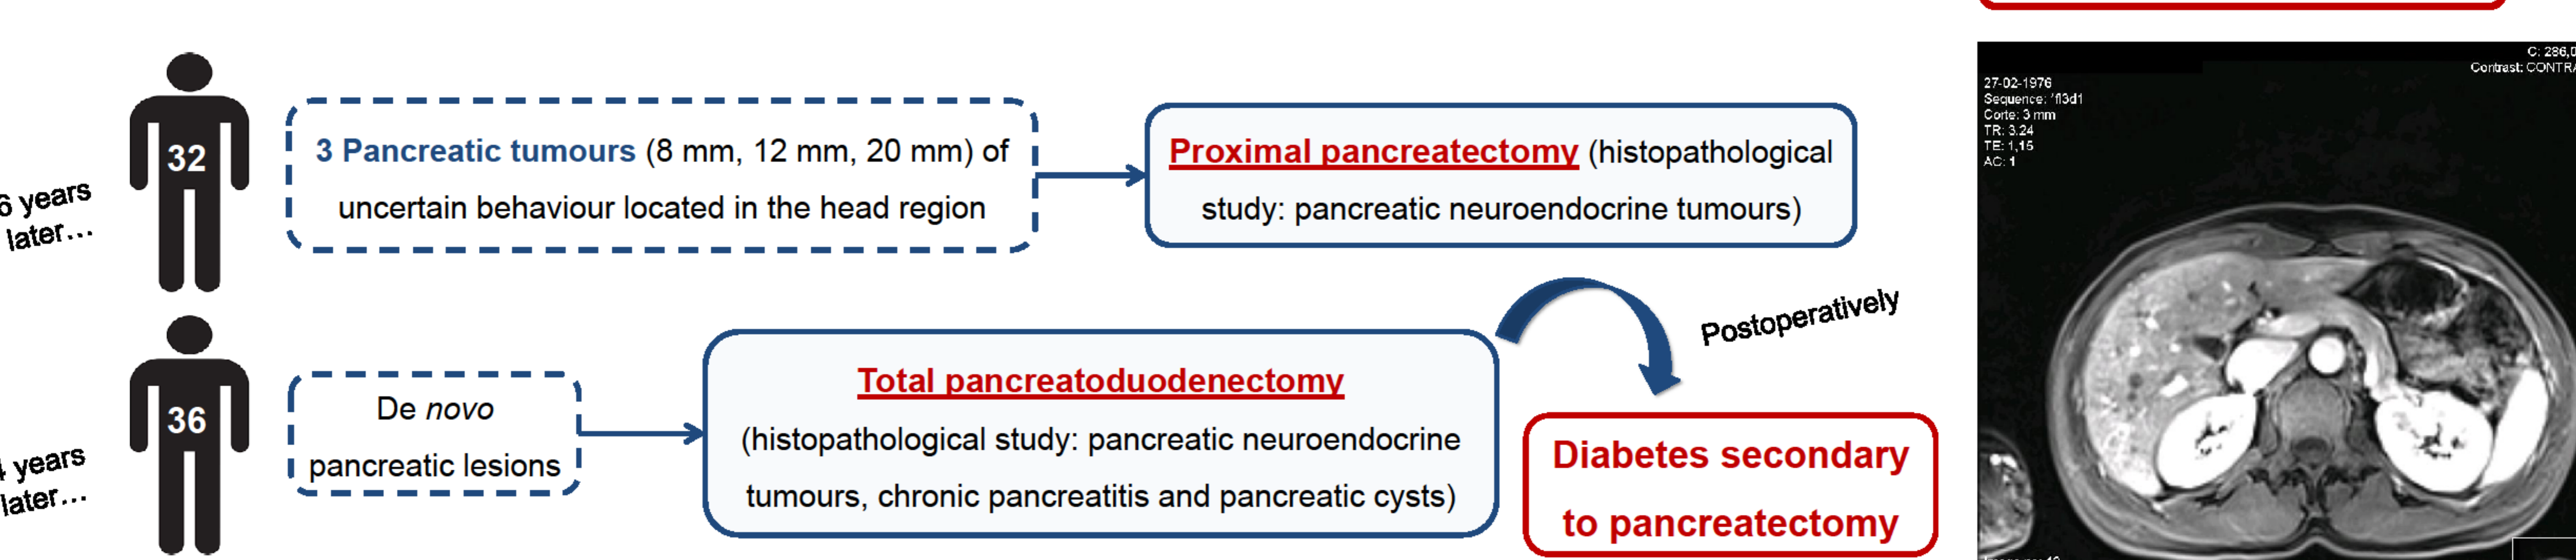 6 years
later…
32
3 Pancreatic tumours (8 mm, 12 mm, 20 mm) of
uncertain behaviour located in the head region
Proximal pancreatectomy (histopathological
study: pancreatic neuroendocrine tumours)
36
4 years
later…
De novo
pancreatic lesions
Total pancreatoduodenectomy
(histopathological study: pancreatic neuroendocrine
tumours, chronic pancreatitis and pancreatic cysts)
Postoperatively
Diabetes secondary
to pancreatectomy
C: 286,0
Contrast: CONTRA
27-02-1976
Sequence: *fl3d1
Corte: 3 mm
TR: 3.24
TE: 1,15
AC: 1